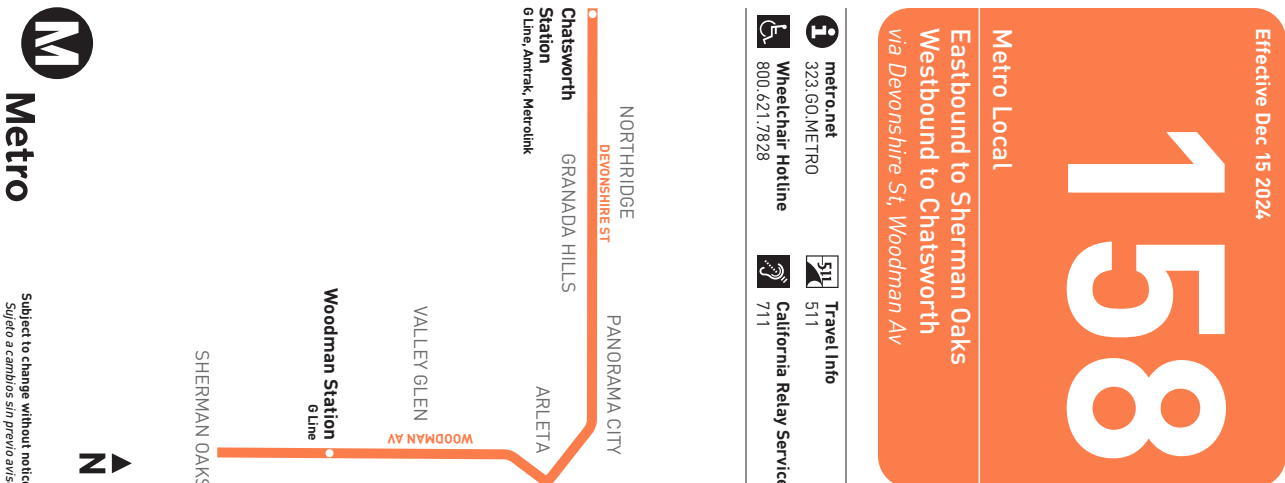 Effective Dec 15 2024
158
Metro Local
Eastbound to Sherman Oaks
Westbound to Chatsworth
via Devonshire St, Woodman Av
metro.net
323.GO.METRO
Travel Info
511
511
Wheelchair Hotline
800.621.7828
California Relay Service
711
NORTHRIDGE
PANORAMA CITY
DEVONSHIRE ST
Chatsworth
Station
G Line, Amtrak, Metrolink
GRANADA HILLS
ARLETA
VALLEY GLEN
WOODMAN AV
Woodman Station
G Line
SHERMAN OAKS
N
M
Metro
Subject to change without notice
Sujeto a cambios sin previo avis